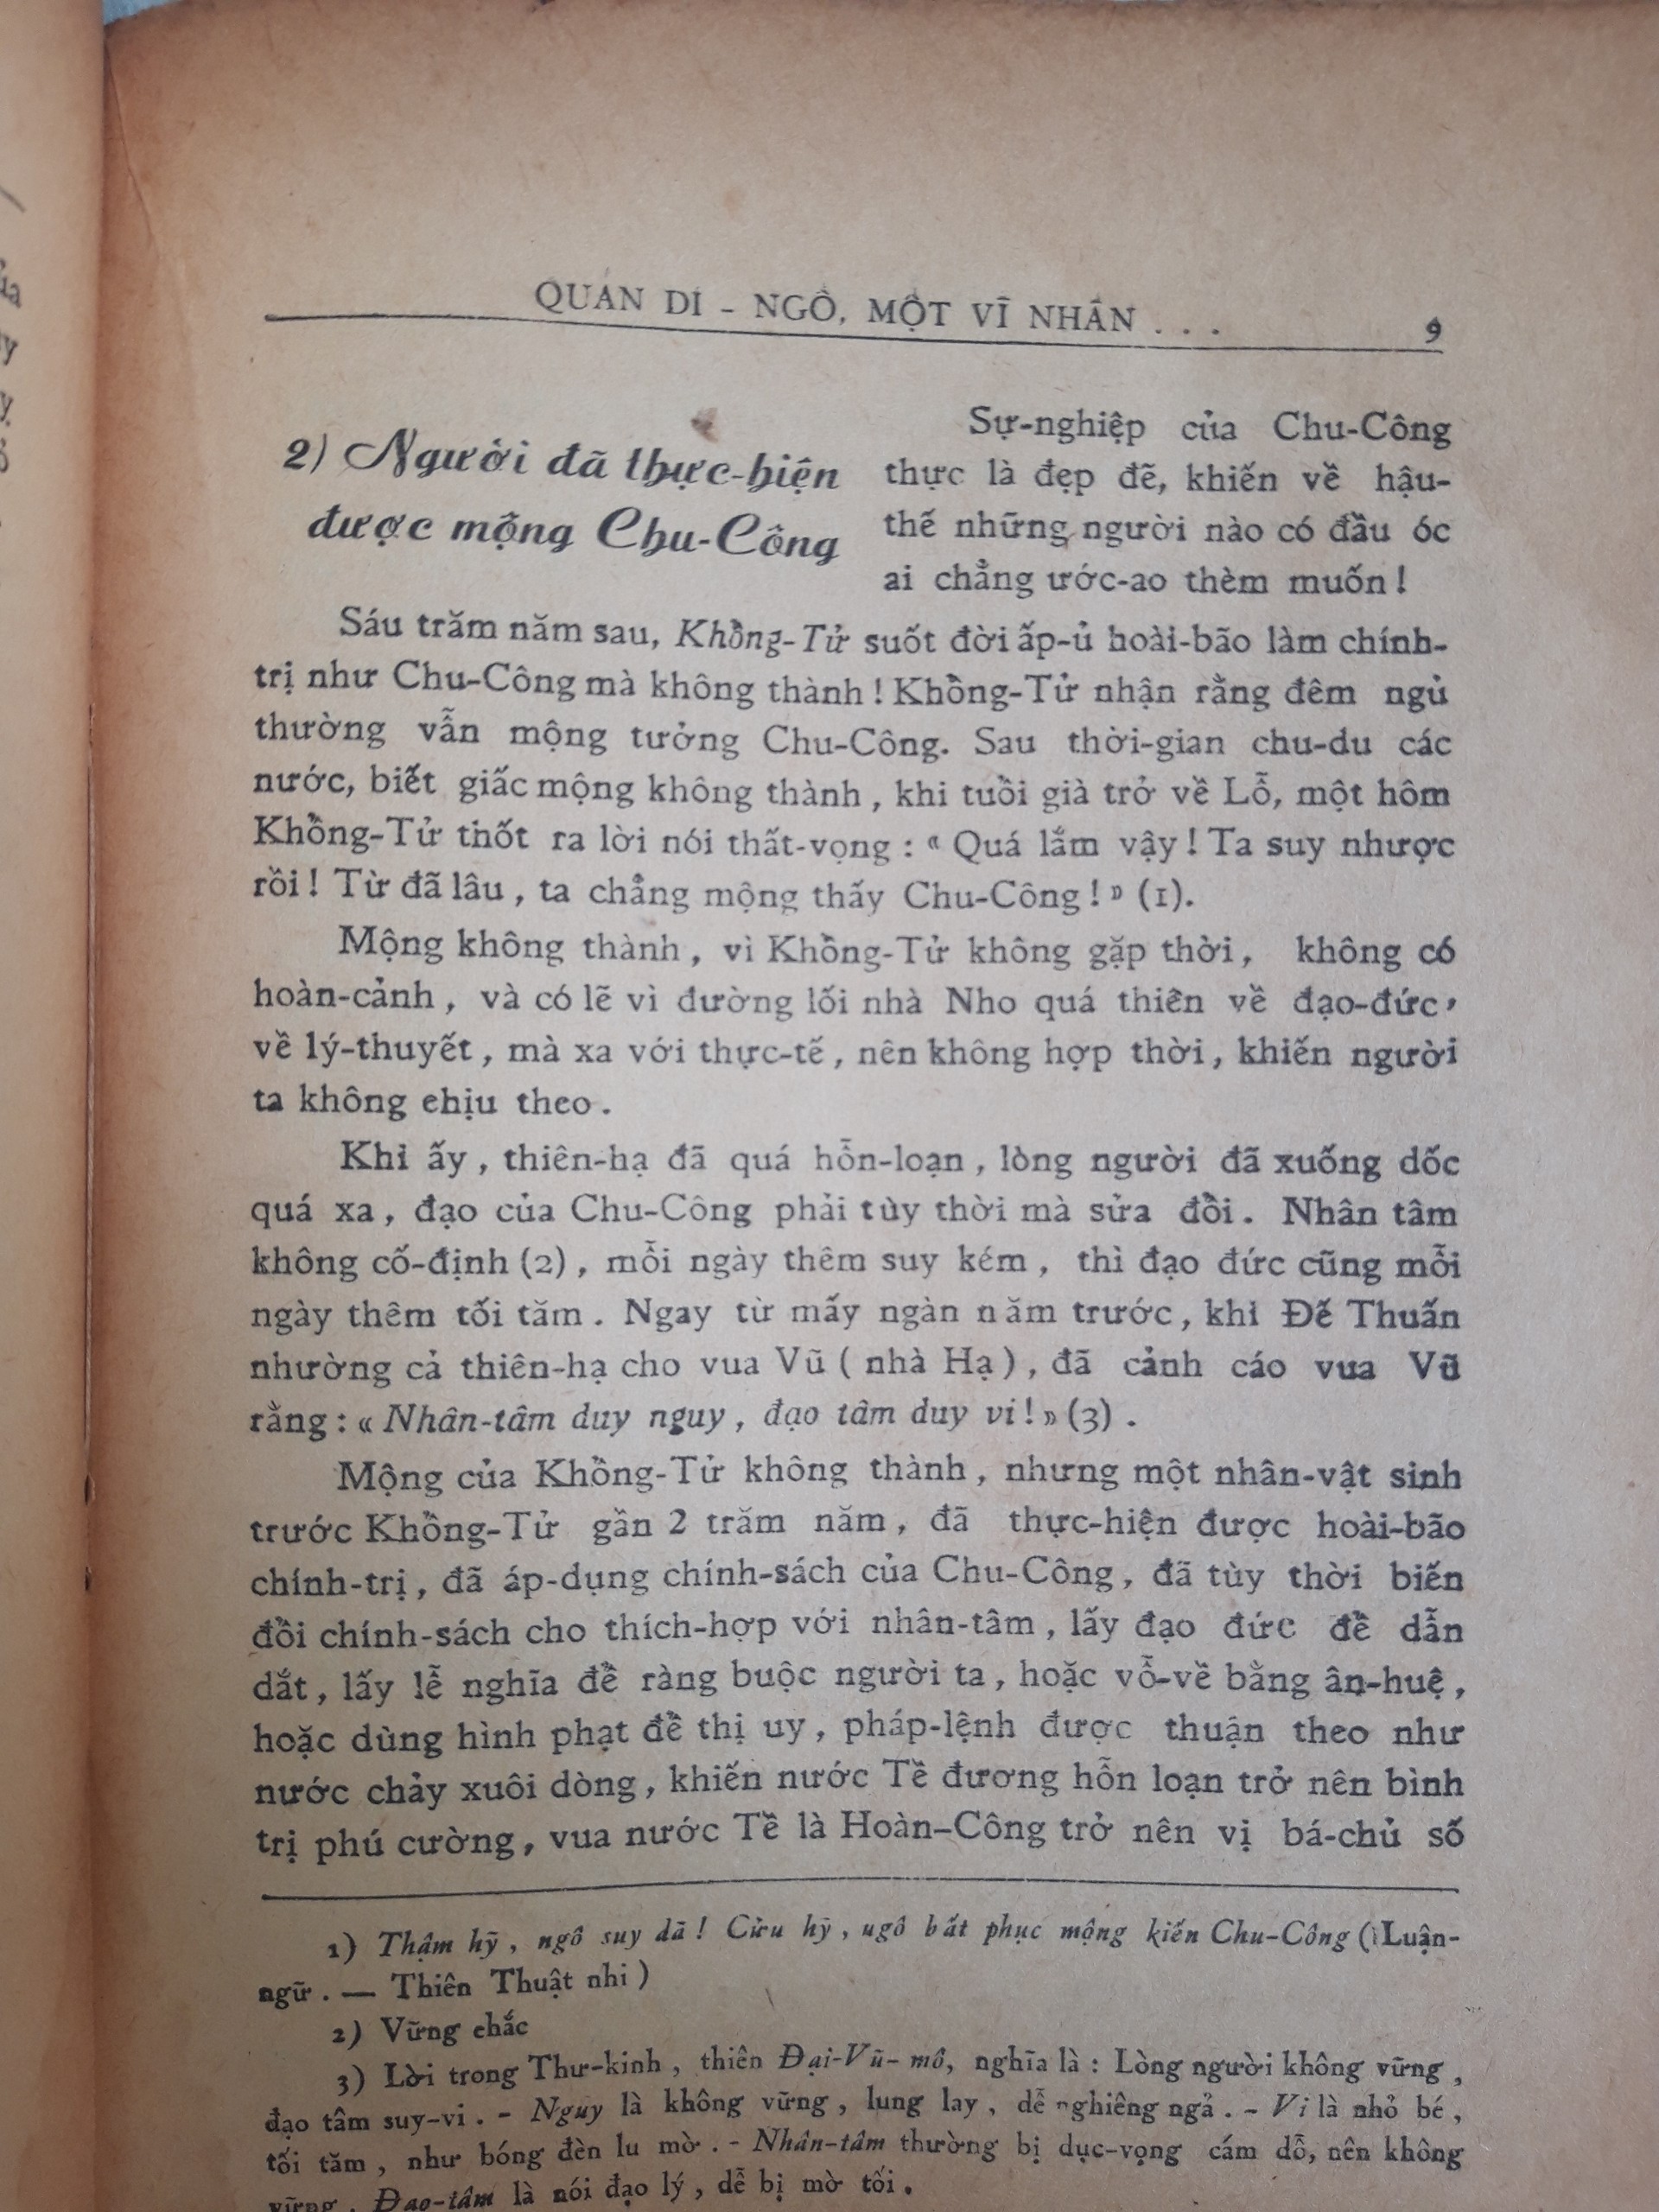 QUẢN DI - NGÔ, MỘT VĨ NHÂN . . .
9
2) Người đã thực-hiện
được mộng Chu-Công
Sự-nghiệp của Chu-Công
thực là đẹp đẽ, khiến về hậu-
thế những người nào có đầu óc
ai chẳng ước-ao thèm muốn !
Sáu trăm năm sau, Khổng-Tử suốt đời ấp-ủ hoài-bão làm chính-
trị như Chu-Công mà không thành ! Khổng-Tử nhận rằng đêm ngủ
thường vẫn mộng tưởng Chu-Công. Sau thời-gian chu-du các
nước, biết giấc mộng không thành , khi tuổi già trở về Lỗ, một hôm
Khổng-Tử thốt ra lời nói thất-vọng : « Quá lắm vậy ! Ta suy nhược
rồi ! Từ đã lâu , ta chẳng mộng thấy Chu-Công ! » (1).
Mộng không thành , vì Khổng-Tử không gặp thời , không có
hoàn-cảnh , và có lẽ vì đường lối nhà Nho quá thiên về đạo-đức,
về lý-thuyết , mà xa với thực-tế , nên không hợp thời , khiến người
ta không ehịu theo .
Khi ấy , thiên-hạ đã quá hỗn-loạn , lòng người đã xuống dốc
quá xa , đạo của Chu-Công phải tùy thời mà sửa đổi . Nhân tâm
không cố-định (2) , mỗi ngày thêm suy kém , thì đạo đức cũng mỗi
ngày thêm tối tăm . Ngay từ mấy ngàn năm trước , khi Đế Thuấn
nhường cả thiên-hạ cho vua Vũ ( nhà Hạ ) , đã cảnh cáo vua Vũ
rằng : « Nhân-tâm duy nguy , đạo tâm duy vi ! » (3) .
Mộng của Khổng-Tử không thành , nhưng một nhân-vật sinh
trước Khổng-Tử gần 2 trăm năm , đã thực-hiện được hoài-bão
chính-trị , đã áp-dụng chính-sách của Chu-Công , đã tùy thời biến
đổi chính-sách cho thích-hợp với nhân-tâm , lấy đạo đức để dẫn
dắt , lấy lễ nghĩa để ràng buộc người ta , hoặc vỗ-về bằng ân-huệ ,
hoặc dùng hình phạt để thị uy , pháp-lệnh được thuận theo như
nước chảy xuôi dòng , khiến nước Tề đương hỗn loạn trở nên bình
trị phú cường , vua nước Tề là Hoàn-Công trở nên vị bá-chủ số
1) Thậm hỹ , ngô suy dã ! Cửu hỹ , ugô bất phục mộng kiến Chu-Công ( Luận-
ngữ . — Thiên Thuật nhi )
2) Vững ehắc
3) Lời trong Thư-kinh , thiên Đại-Vũ- mô, nghĩa là : Lòng người không vững ,
đạo tâm suy-vi . - Nguy là không vững , lung lay , dễ nghiêng ngả . - Vi là nhỏ bé ,
tối tăm , như bóng đèn lu mờ . - Nhân-tâm thường bị dục-vọng cám dỗ, nên không
vững . Đạo-tâm là nói đạo lý , dễ bị mờ tối .